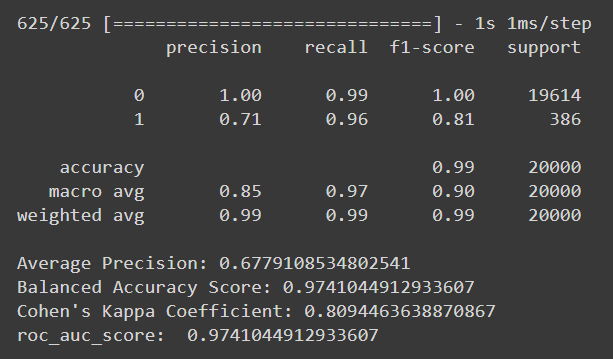 625/625 [==============================] - 1s 1ms/step
precision recall f1-score support
0 1.00 0.99 1.00 19614
1 0.71 0.96 0.81 386
accuracy 0.99 20000
macro avg 0.85 0.97 0.90 20000
weighted avg 0.99 0.99 0.99 20000
Average Precision: 0.6779108534802541
Balanced Accuracy Score: 0.9741044912933607
Cohen's Kappa Coefficient: 0.8094463638870867
roc_auc_score: 0.9741044912933607